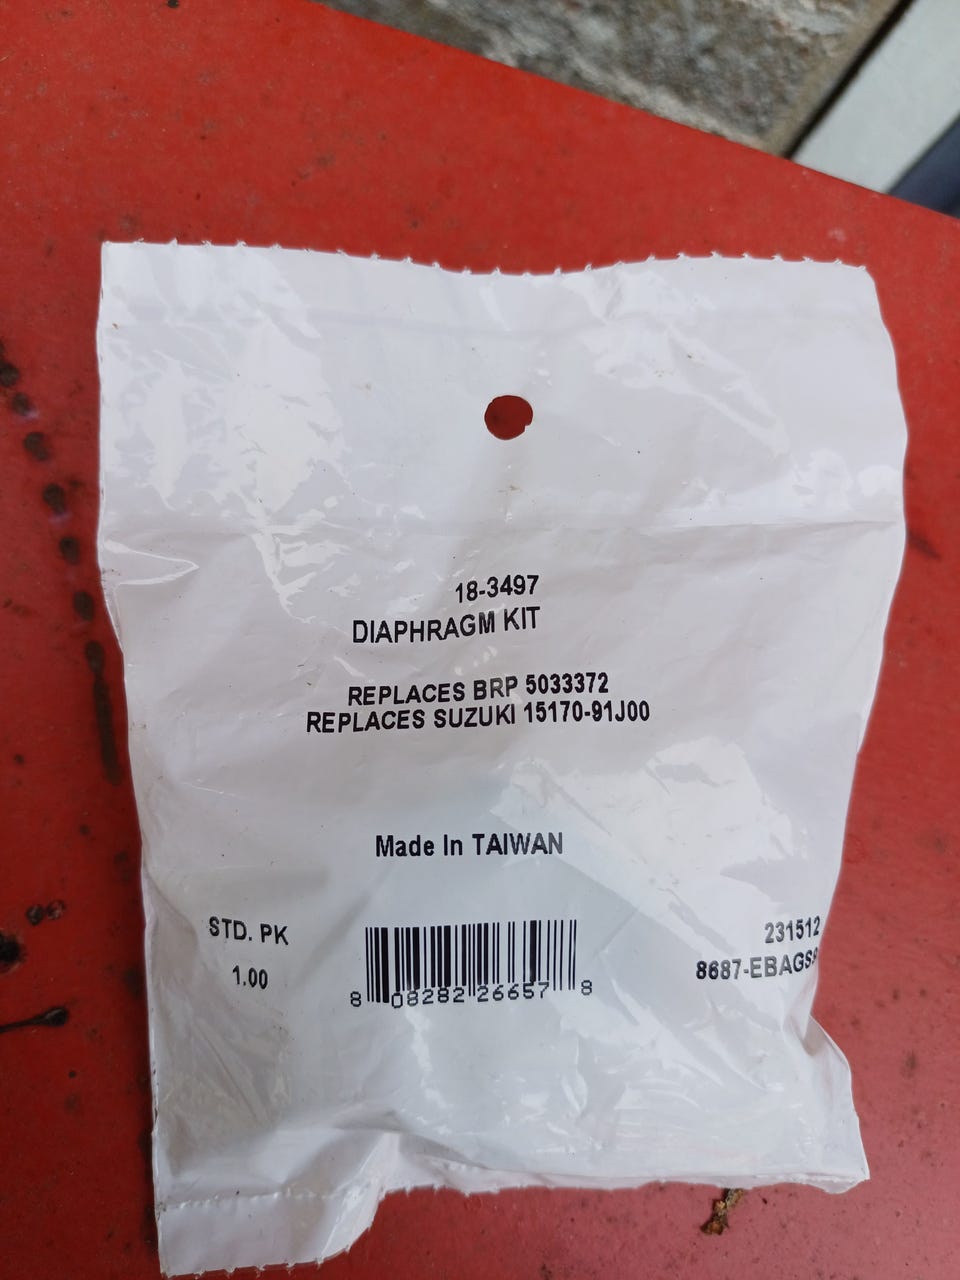 18-3497
DIAPHRAGM KIT
REPLACES BRP 5033372
REPLACES SUZUKI 15170-91J00
Made In TAIWAN
STD. PK
1.00
8 08282 26657 8
231512
8687-EBAGS